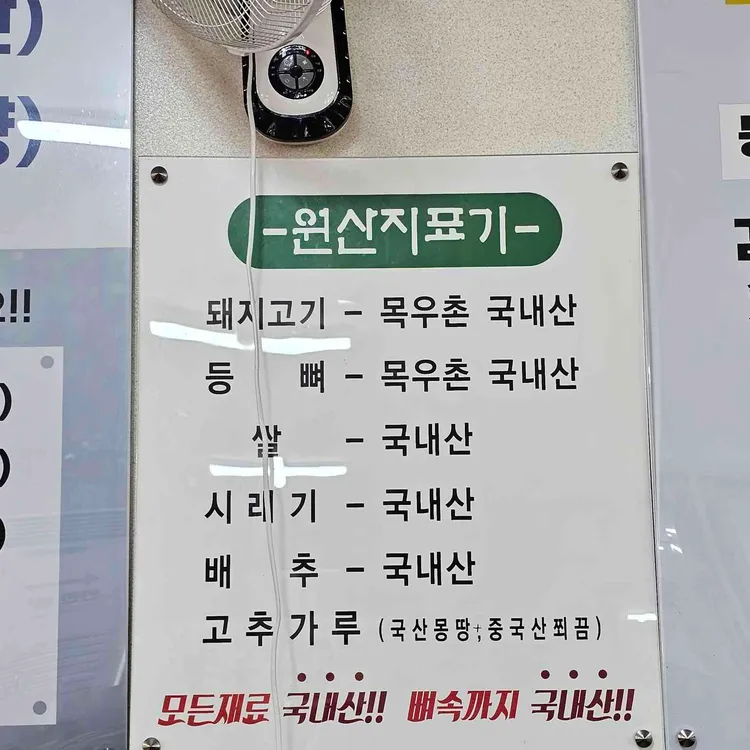 -원산지표기-
돼지고기 - 목우촌 국내산
등 뼈 - 목우촌 국내산
쌀 - 국내산
시래기 - 국내산
배 추 - 국내산
고추가루 (국산몽땅, 중국산쬐끔)
모든재료 국내산!! 뼈속까지 국내산!!